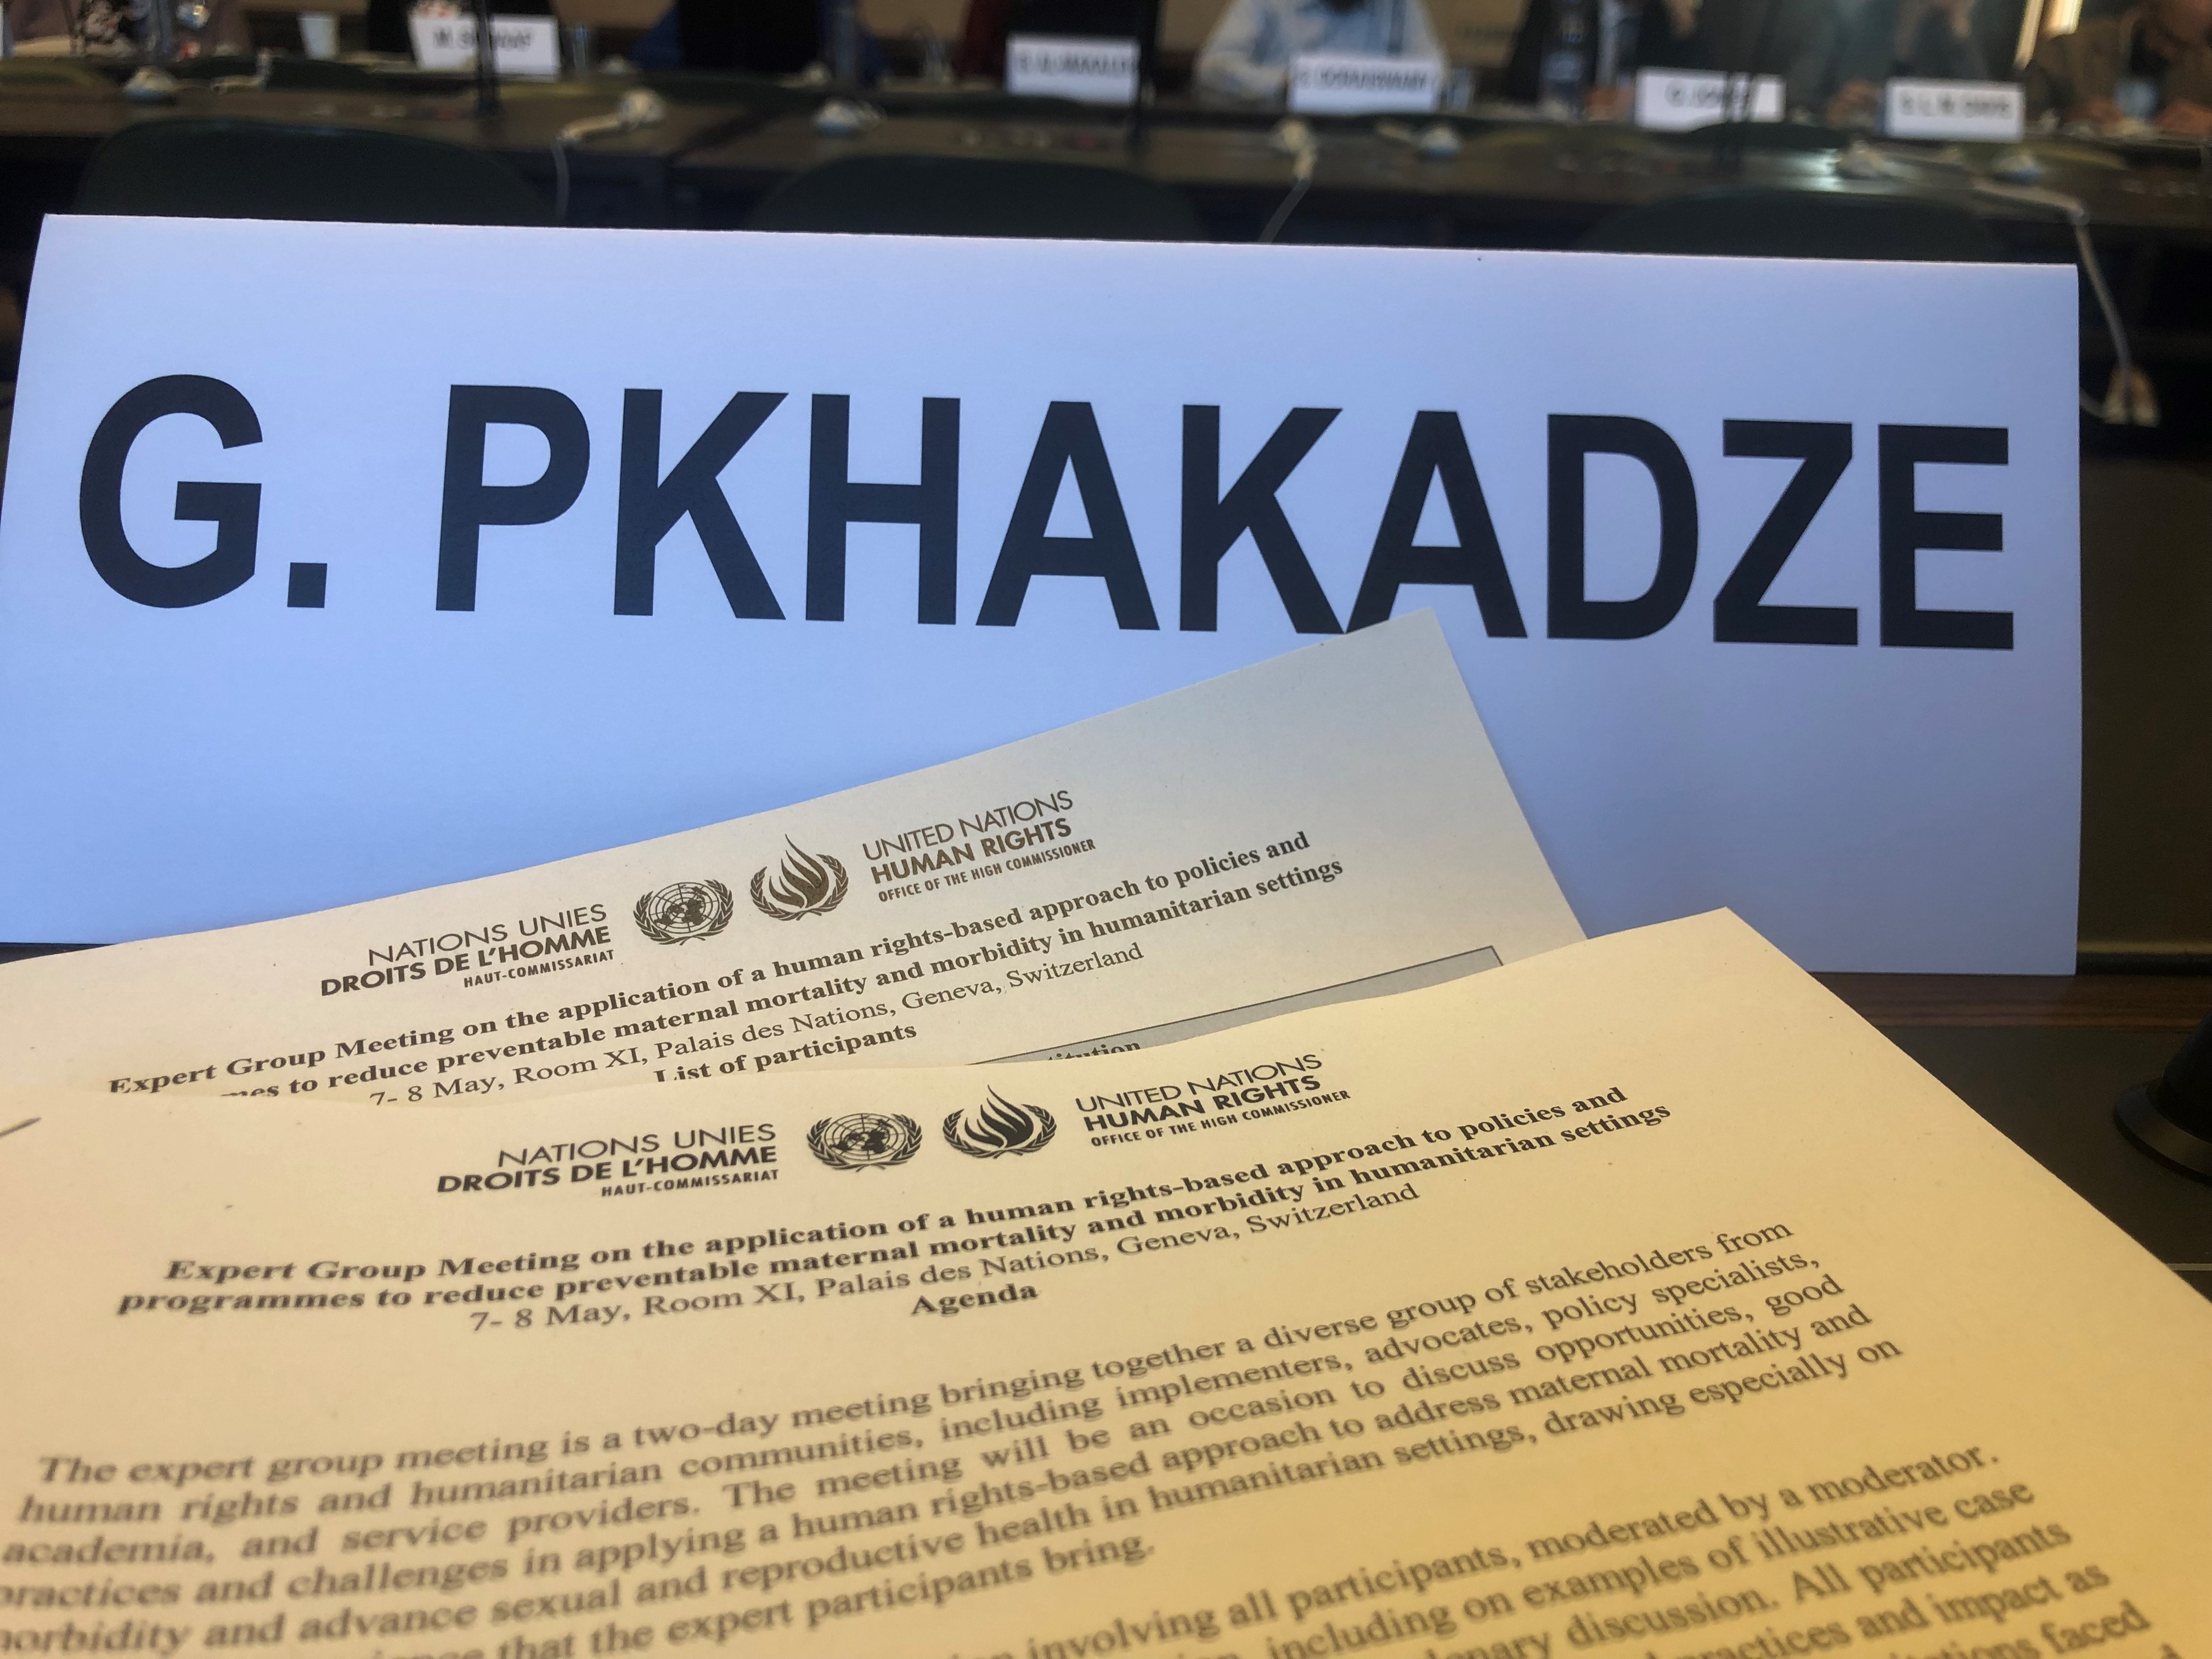 G. PKHAKADZE
NATIONS UNIES
DROITS DE L'HOMME
HAUT-COMMISSARIAT
UNITED NATIONS
HUMAN RIGHTS
OFFICE OF THE HIGH COMMISSIONER
Expert Group Meeting on the application of a human rights-based approach to policies and
to reduce preventable maternal mortality and morbidity in humanitarian settings
7- 8 May, Room XI, Palais des Nations, Geneva, Switzerland
List of participants
NATIONS UNIES
DROITS DE L'HOMME
HAUT-COMMISSARIAT
UNITED NATIONS
HUMAN RIGHTS
OFFICE OF THE HIGH COMMISSIONER
Expert Group Meeting on the application of a human rights-based approach to policies and
programmes to reduce preventable maternal mortality and morbidity in humanitarian settings
7- 8 May, Room XI, Palais des Nations, Geneva, Switzerland
Agenda
The expert group meeting is a two-day meeting bringing together a diverse group of stakeholders from
human rights and humanitarian communities, including implementers, advocates, policy specialists,
academia, and service providers. The meeting will be an occasion to discuss opportunities, good
practices and challenges in applying a human rights-based approach to address maternal mortality and
morbidity and advance sexual and reproductive health in humanitarian settings, drawing especially on
that the expert participants bring.
involving all participants, moderated by a moderator.
including on examples of illustrative case
discussion. All participants
practices and impact as
faced